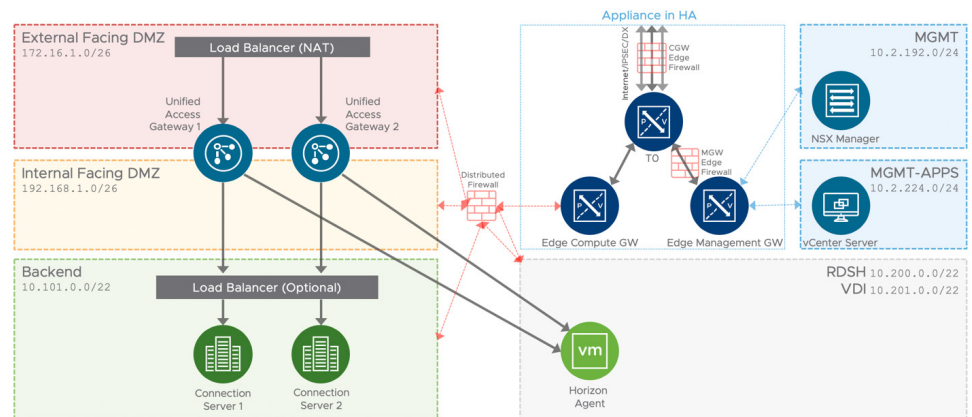 External Facing DMZ
172.16.1.0/26
Load Balancer (NAT)
Unified
Access
Gateway 1
Unified
Access
Gateway 2
Internal Facing DMZ
192.168.1.0/26
Backend
10.101.0.0/22
Load Balancer (Optional)
Connection
Server 1
Connection
Server 2
Distributed
Firewall
Appliance in HA
Internet/IPSEC/DX
CGW
Edge
Firewall
P
V
TO
MGW
Edge
Firewall
P
V
Edge Compute GW
P
V
Edge Management GW
MGMT
10.2.192.0/24
NSX Manager
MGMT-APPS
10.2.224.0/24
vCenter Server
RDSH 10.200.0.0/22
VDI 10.201.0.0/22
vm
Horizon
Agent